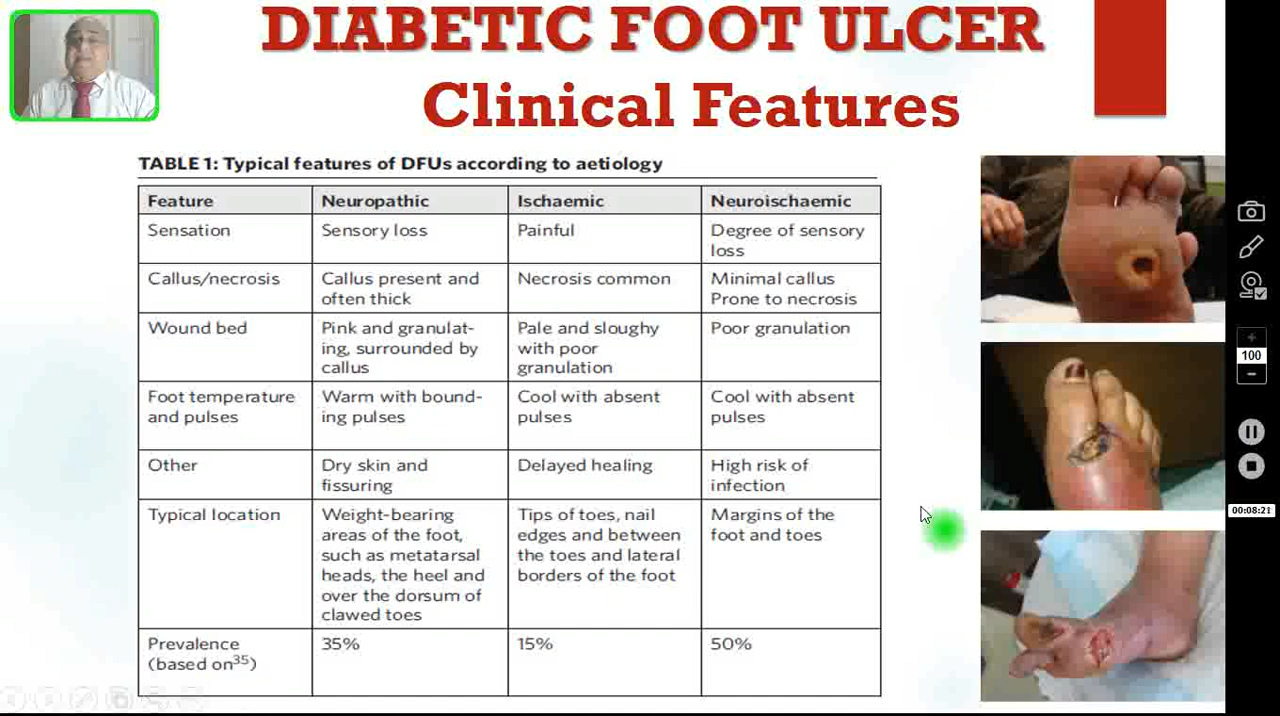 DIABETIC FOOT ULCER
Clinical Features
TABLE 1: Typical features of DFUs according to aetiology
Feature
Neuropathic
Ischaemic
Neuroischaemic
Sensation
Sensory loss
Painful
Degree of sensory
loss
Callus/necrosis
Callus present and
often thick
Necrosis common
Minimal callus
Prone to necrosis
Wound bed
Pink and granulat-
ing, surrounded by
callus
Pale and sloughy
with poor
granulation
Poor granulation
Foot temperature
and pulses
Warm with bound-
ing pulses
Cool with absent
pulses
Cool with absent
pulses
Other
Dry skin and
fissuring
Delayed healing
High risk of
infection
Typical location
Weight-bearing
areas of the foot,
such as metatarsal
heads, the heel and
over the dorsum of
clawed toes
Tips of toes, nail
edges and between
the toes and lateral
borders of the foot
Margins of the
foot and toes
Prevalence
(based on35)
35%
15%
50%
100
00:08:21